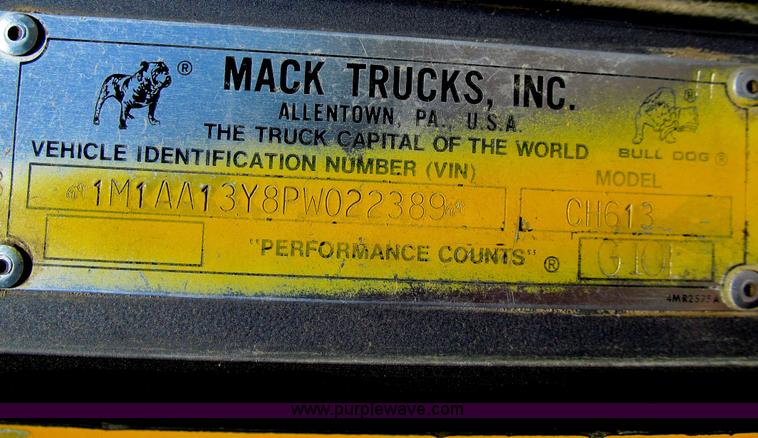 ® MACK TRUCKS, INC.
ALLENTOWN, PA., U.S.A.
THE TRUCK CAPITAL OF THE WORLD
BULL DOG ®
VEHICLE IDENTIFICATION NUMBER (VIN)
MODEL
1M1AA13Y8PW022389
CH613
"PERFORMANCE COUNTS" ®
4MR2575A
www.purplewave.com